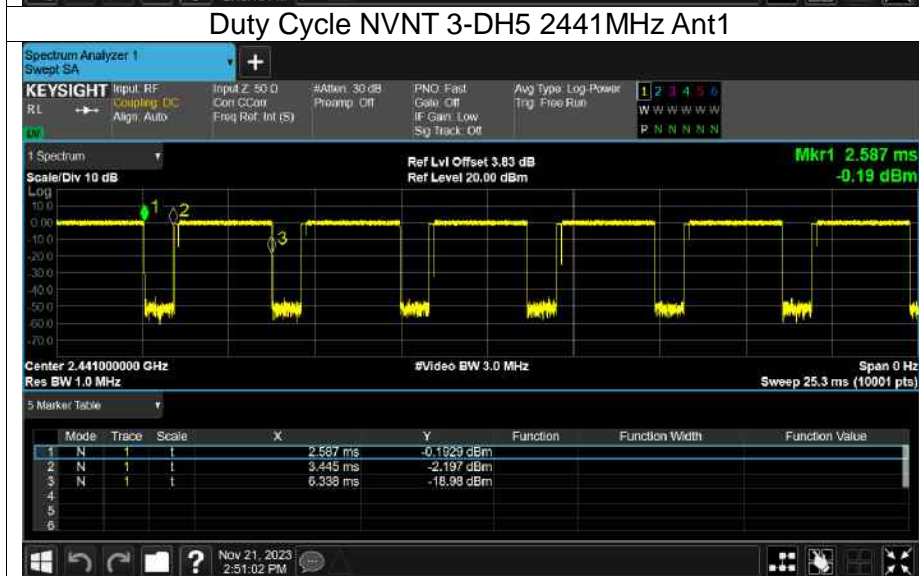 Duty Cycle NVNT 3-DH5 2441MHz Ant1
Spectrum Analyzer 1
Swept SA
+
KEYSIGHT Input: RF Input Z: 50 Ω #Atten: 30 dB PNO: Fast Avg Type: Log-Power 1 2 3 4 5 6
RL Coupling: DC Corr CCorr Preamp: Off Gate: Off Trig: Free Run W W W W W W
Align: Auto Freq Ref: Int (S) IF Gain: Low
Sig Track: Off P N N N N N
1 Spectrum Ref Lvl Offset 3.83 dB Mkr1 2.587 ms
Scale/Div 10 dB Ref Level 20.00 dBm -0.19 dBm
Log
10.0
0.00
-10.0
-20.0
-30.0
-40.0
-50.0
-60.0
-70.0
1 2 3
Center 2.441000000 GHz #Video BW 3.0 MHz Span 0 Hz
Res BW 1.0 MHz Sweep 25.3 ms (10001 pts)
5 Marker Table
Mode Trace Scale X Y Function Function Width Function Value
1 N 1 t 2.587 ms -0.1929 dBm
2 N 1 t 3.445 ms -2.197 dBm
3 N 1 t 6.338 ms -18.98 dBm
4
5
6
? Nov 21, 2023
2:51:02 PM